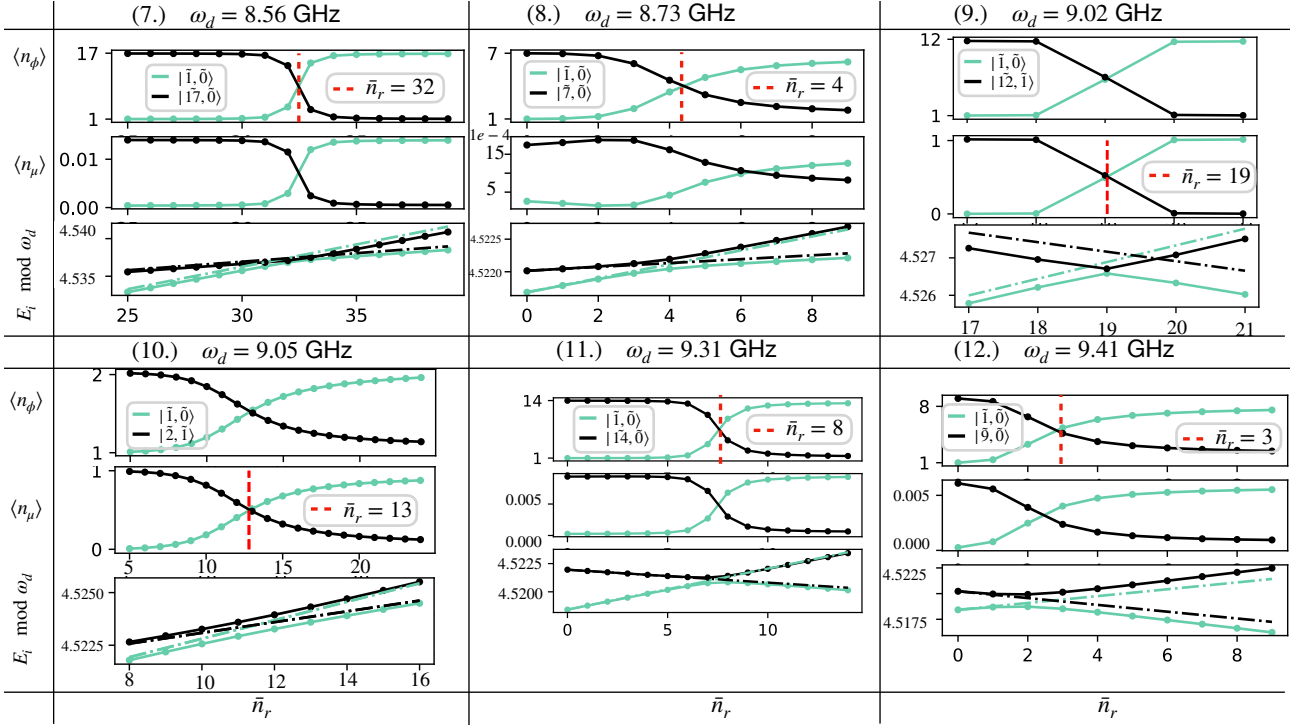 (7.) ω_d = 8.56 GHz
(8.) ω_d = 8.73 GHz
(9.) ω_d = 9.02 GHz
⟨n_ϕ⟩
17
1
|1̃, 0̃⟩
|1̃7, 0̃⟩
n̄_r = 32
7
1
|1̃, 0̃⟩
|7̃, 0̃⟩
n̄_r = 4
12
1
|1̃, 0̃⟩
|1̃2, 1̃⟩
⟨n_μ⟩
0.01
0.00
1e−4
15
5
1
0
n̄_r = 19
E_i mod ω_d
4.540
4.535
25 30 35
4.5225
4.5220
0 2 4 6 8
4.527
4.526
17 18 19 20 21
(10.) ω_d = 9.05 GHz
(11.) ω_d = 9.31 GHz
(12.) ω_d = 9.41 GHz
⟨n_ϕ⟩
2
1
|1̃, 0̃⟩
|2̃, 1̃⟩
14
1
|1̃, 0̃⟩
|1̃4, 0̃⟩
n̄_r = 8
8
1
|1̃, 0̃⟩
|9̃, 0̃⟩
n̄_r = 3
⟨n_μ⟩
1
0
n̄_r = 13
5 10 15 20
0.005
0.000
0.005
0.000
E_i mod ω_d
4.5250
4.5225
8 10 12 14 16
4.5225
4.5200
0 5 10
4.5225
4.5175
0 2 4 6 8
n̄_r
n̄_r
n̄_r